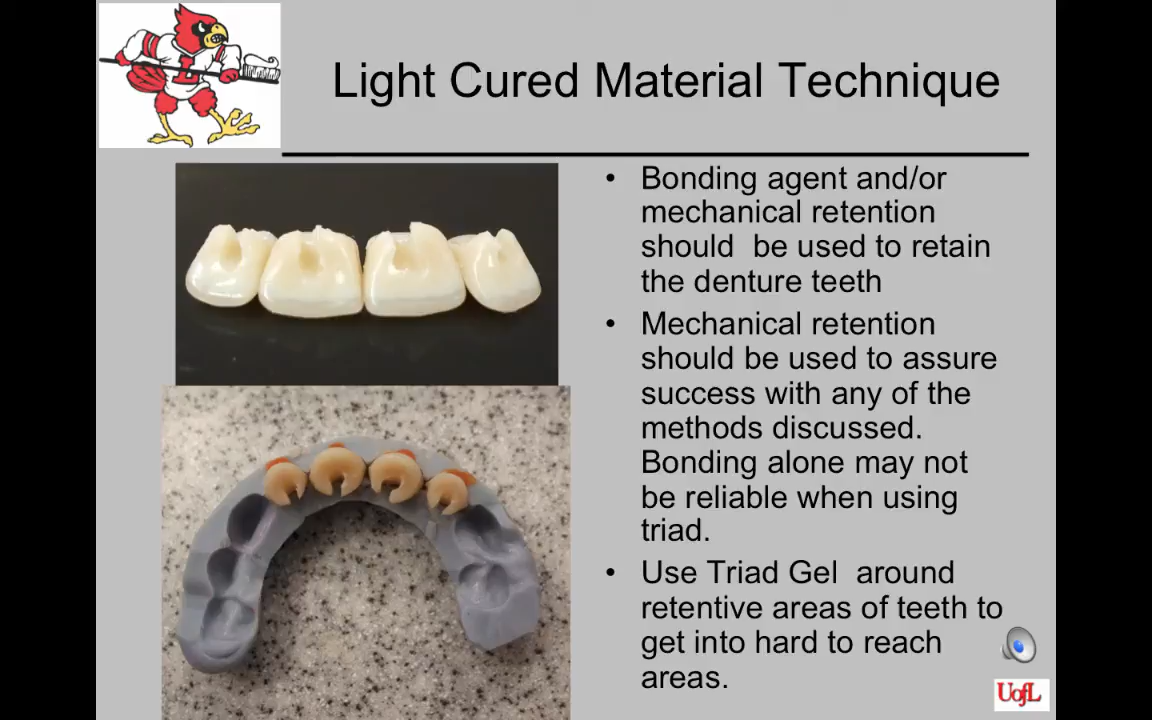 Light Cured Material Technique
• Bonding agent and/or
mechanical retention
should  be used to retain
the denture teeth
• Mechanical retention
should be used to assure
success with any of the
methods discussed.
Bonding alone may not
be reliable when using
triad.
• Use Triad Gel  around
retentive areas of teeth to
get into hard to reach
areas.
UofL